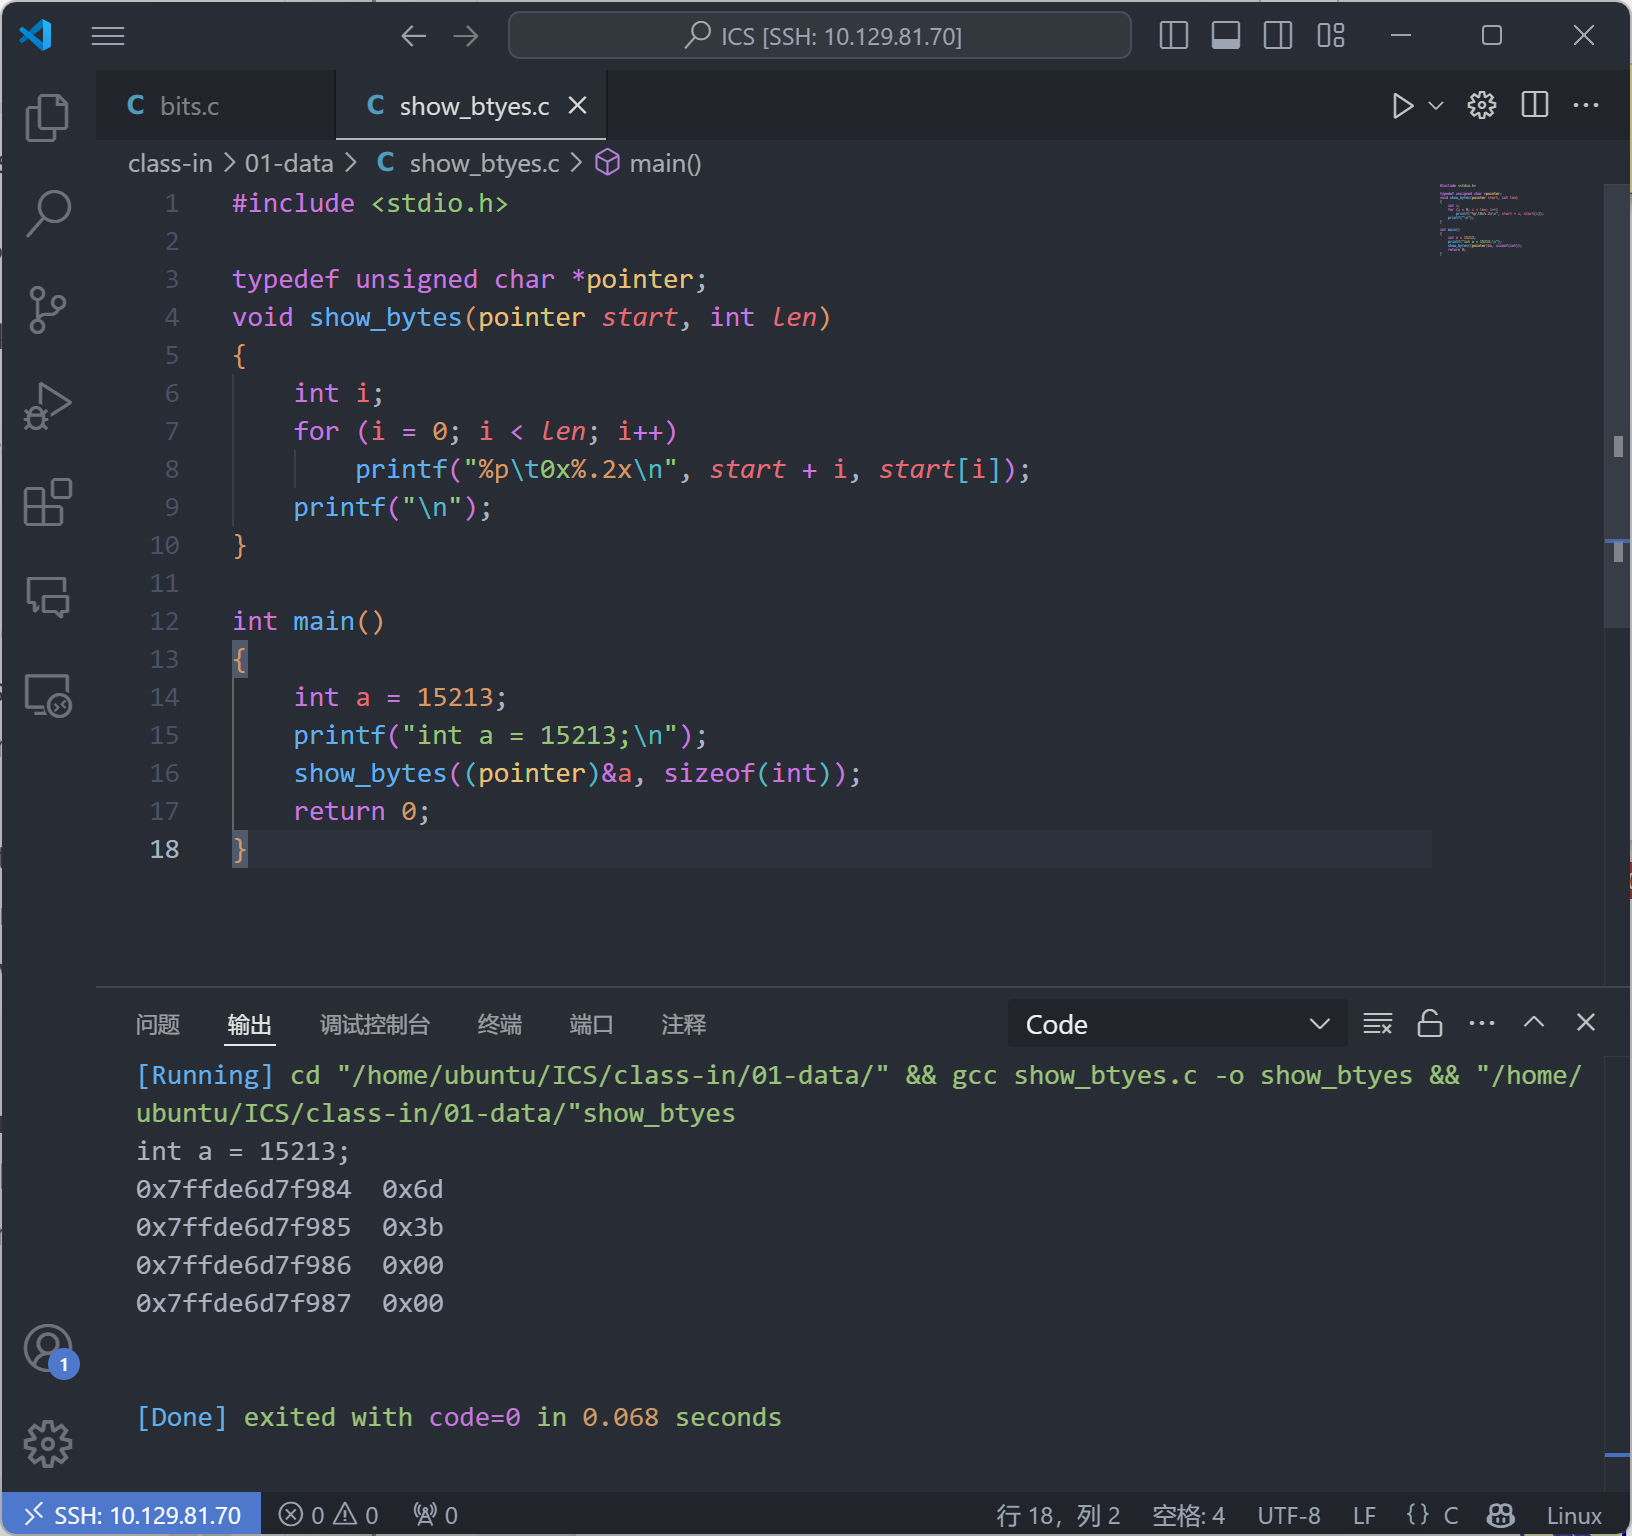 ICS [SSH: 10.129.81.70]
C bits.c
C show_btyes.c
class-in > 01-data > C show_btyes.c > main()
1 #include <stdio.h>
2
3 typedef unsigned char *pointer;
4 void show_bytes(pointer start, int len)
5 {
6     int i;
7     for (i = 0; i < len; i++)
8         printf("%p\t0x%.2x\n", start + i, start[i]);
9     printf("\n");
10 }
11
12 int main()
13 {
14     int a = 15213;
15     printf("int a = 15213;\n");
16     show_bytes((pointer)&a, sizeof(int));
17     return 0;
18 }
问题 输出 调试控制台 终端 端口 注释 Code
[Running] cd "/home/ubuntu/ICS/class-in/01-data/" && gcc show_btyes.c -o show_btyes && "/home/
ubuntu/ICS/class-in/01-data/"show_btyes
int a = 15213;
0x7ffde6d7f984  0x6d
0x7ffde6d7f985  0x3b
0x7ffde6d7f986  0x00
0x7ffde6d7f987  0x00
1
[Done] exited with code=0 in 0.068 seconds
SSH: 10.129.81.70 0 0 0 行 18，列 2 空格: 4 UTF-8 LF {} C Linux